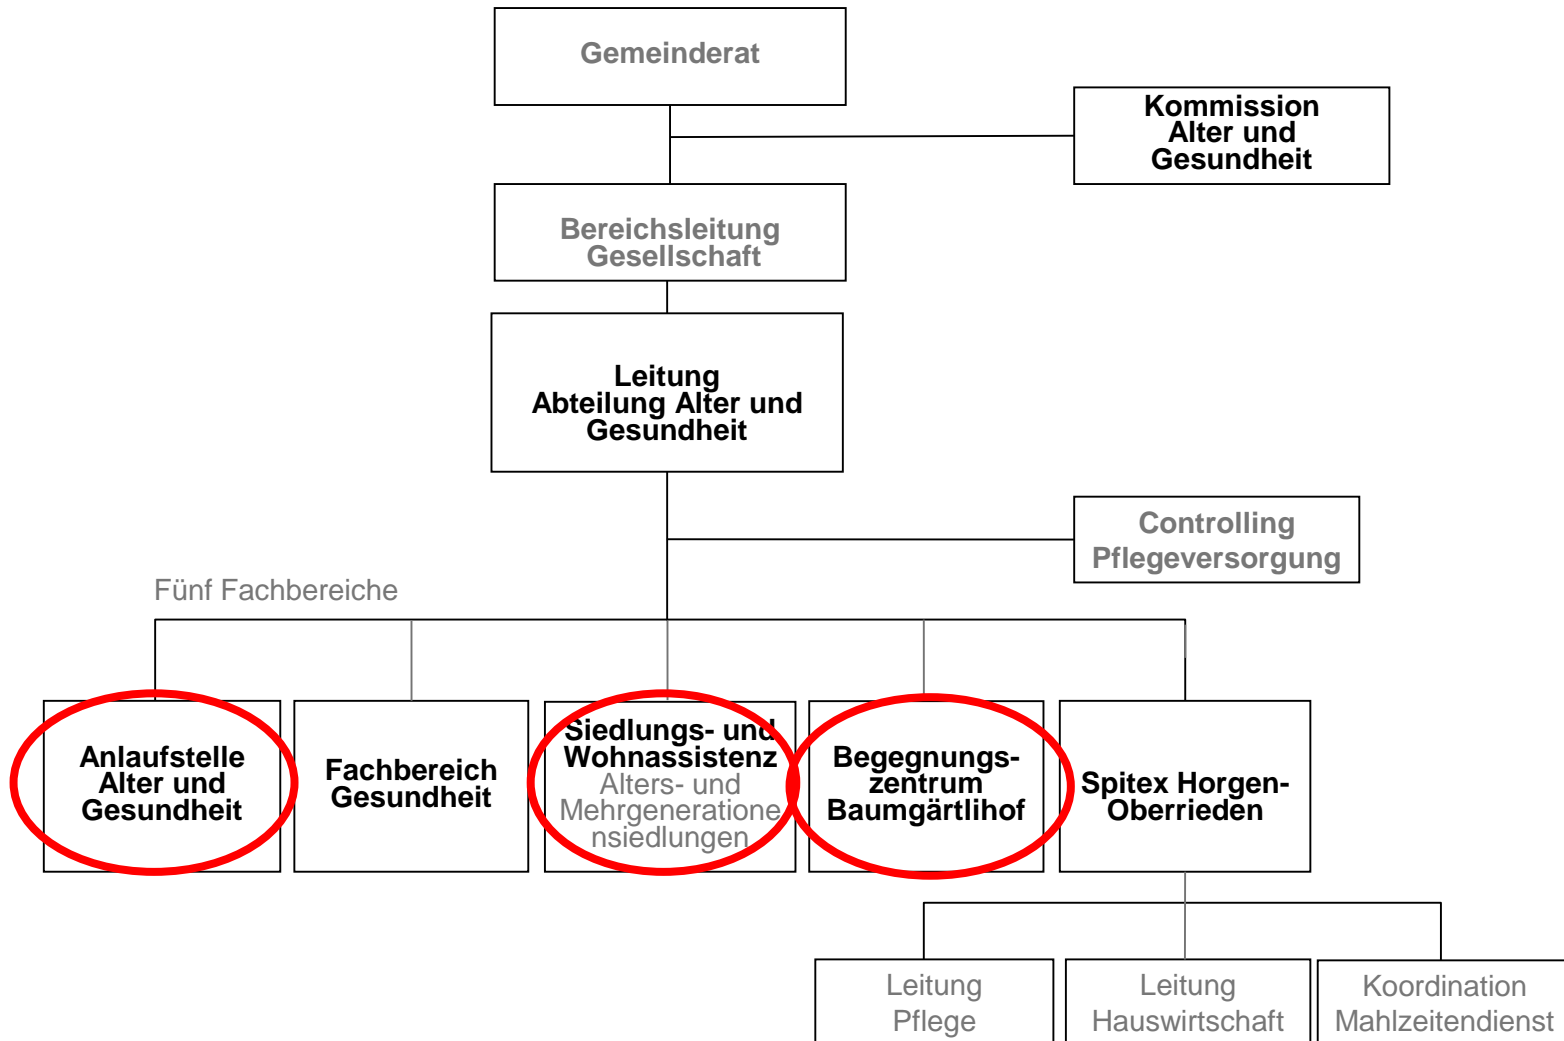 Gemeinderat
Kommission
Alter und
Gesundheit
Bereichsleitung
Gesellschaft
Leitung
Abteilung Alter und
Gesundheit
Controlling
Pflegeversorgung
Fünf Fachbereiche
Anlaufstelle
Alter und
Gesundheit
Fachbereich
Gesundheit
Siedlungs- und
Wohnassistenz
Alters- und
Mehrgeneratione
nsiedlungen
Begegnungs-
zentrum
Baumgärtlihof
Spitex Horgen-
Oberrieden
Leitung
Pflege
Leitung
Hauswirtschaft
Koordination
Mahlzeitendienst